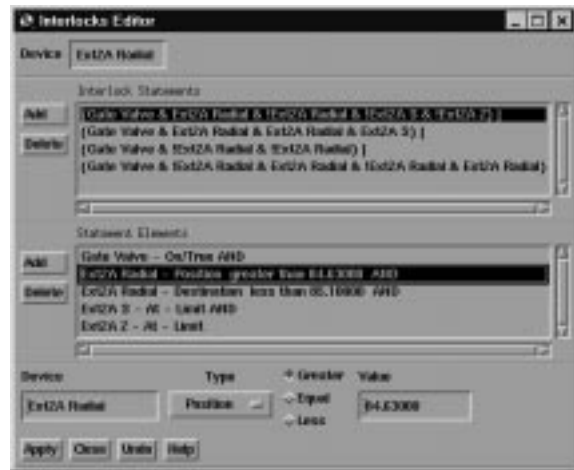 Interlocks Editor
Device Ext2A Radial
Interlock Statements
Add
Delete
(Gate Valve & Ext2A Radial & !Ext2A Radial & !Ext2A 3 & !Ext2A Z) |
(Gate Valve & Ext2A Radial & Ext2A Radial & Ext2A 3) |
(Gate Valve & !Ext2A Radial & !Ext2A Radial) |
(Gate Valve & !Ext2A Radial & Ext2A Radial & !Ext2A Radial & Ext2A Radial)
Statement Elements
Add
Delete
Gate Valve - On/True AND
Ext2A Radial - Position greater than 84.63000 AND
Ext2A Radial - Destination less than 85.10000 AND
Ext2A 3 - At - Limit AND
Ext2A Z - At - Limit
Device Type Greater Value
Ext2A Radial Position Equal 84.63000
Less
Apply Close Undo Help